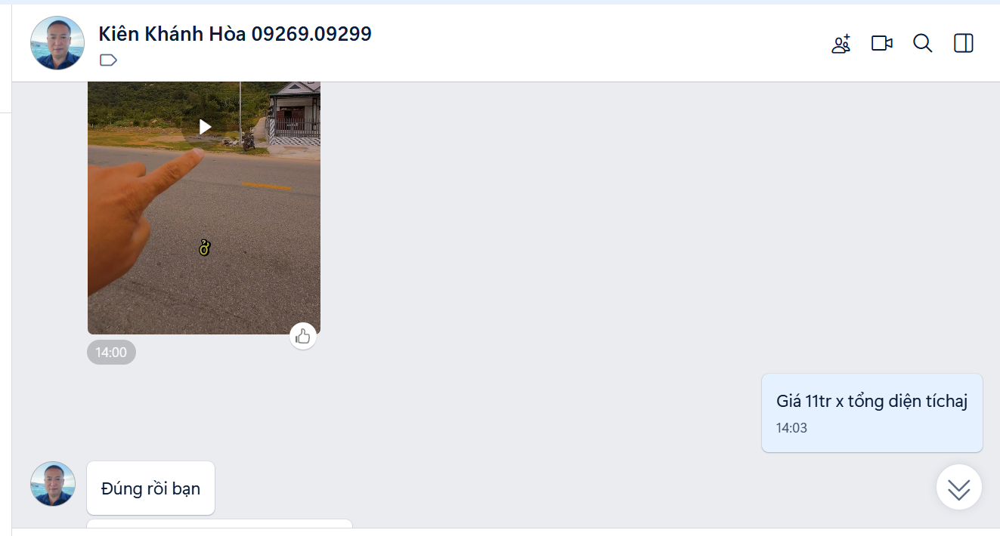 Kiên Khánh Hòa 09269.09299
ở
14:00
Giá 11tr x tổng diện tíchaj
14:03
Đúng rồi bạn